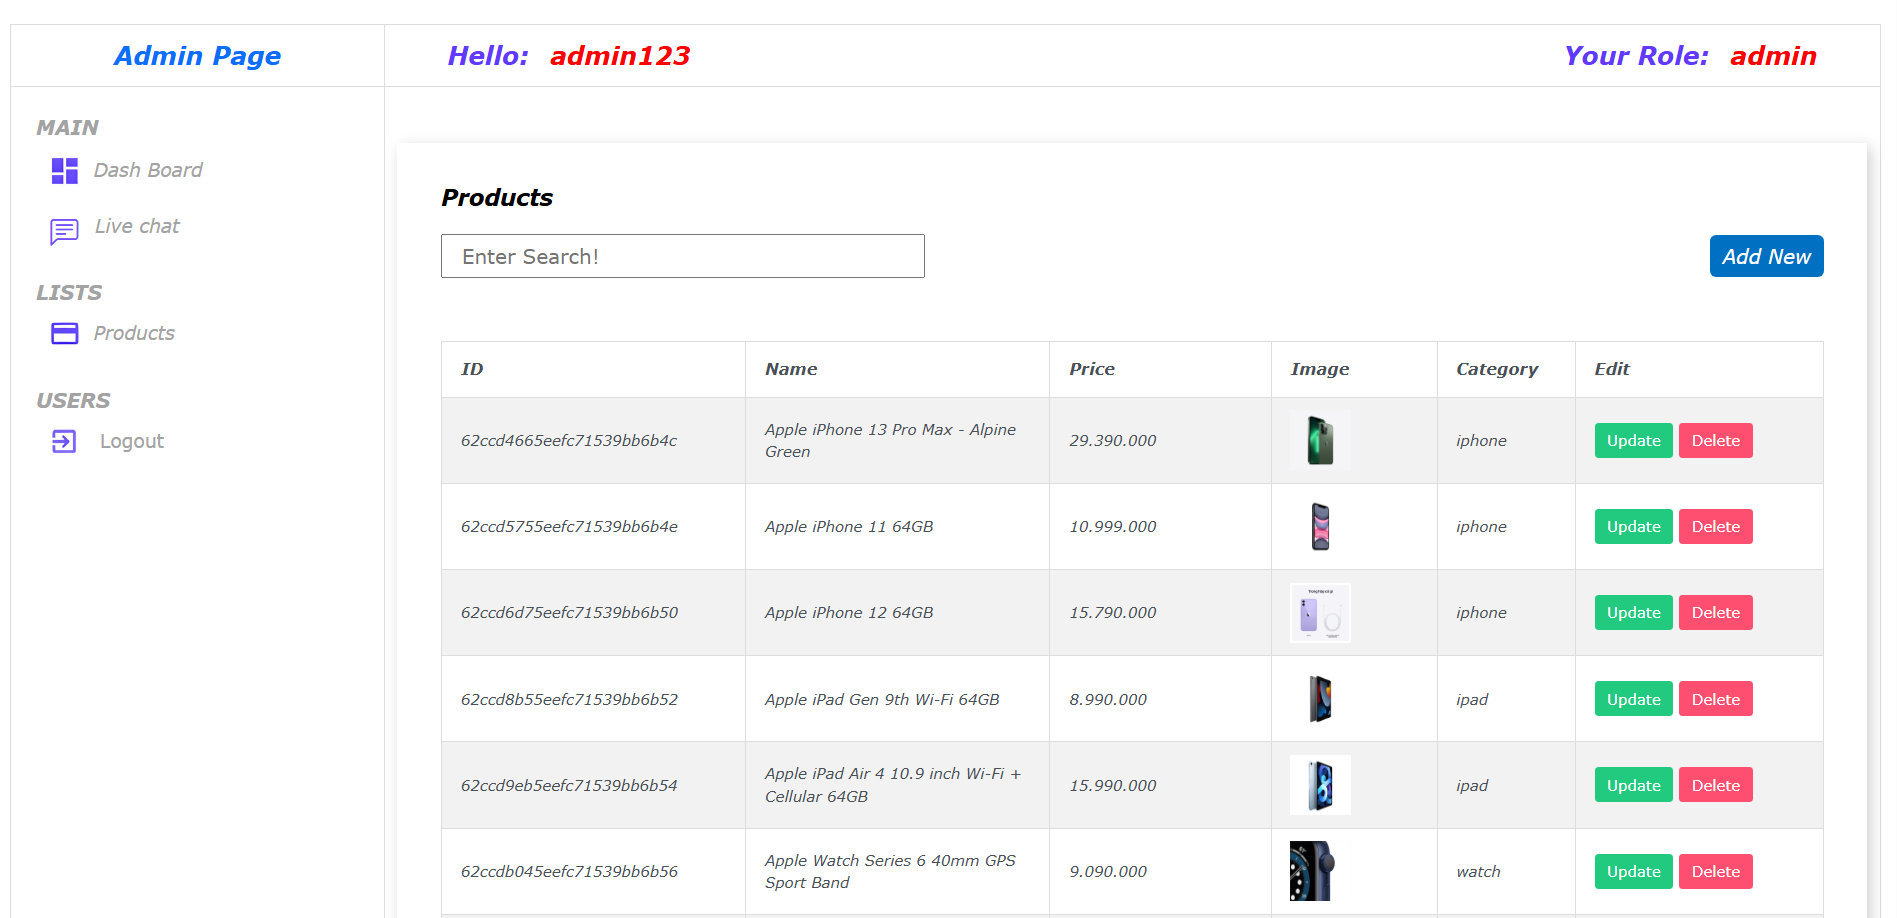 Admin Page
Hello: admin123
Your Role: admin
MAIN
Dash Board
Live chat
LISTS
Products
USERS
Logout
Products
Enter Search!
Add New
ID Name Price Image Category Edit
62ccd4665eefc71539bb6b4c Apple iPhone 13 Pro Max - Alpine Green 29.390.000 iphone Update Delete
62ccd5755eefc71539bb6b4e Apple iPhone 11 64GB 10.999.000 iphone Update Delete
62ccd6d75eefc71539bb6b50 Apple iPhone 12 64GB 15.790.000 iphone Update Delete
62ccd8b55eefc71539bb6b52 Apple iPad Gen 9th Wi-Fi 64GB 8.990.000 ipad Update Delete
62ccd9eb5eefc71539bb6b54 Apple iPad Air 4 10.9 inch Wi-Fi + Cellular 64GB 15.990.000 ipad Update Delete
62ccdb045eefc71539bb6b56 Apple Watch Series 6 40mm GPS Sport Band 9.090.000 watch Update Delete